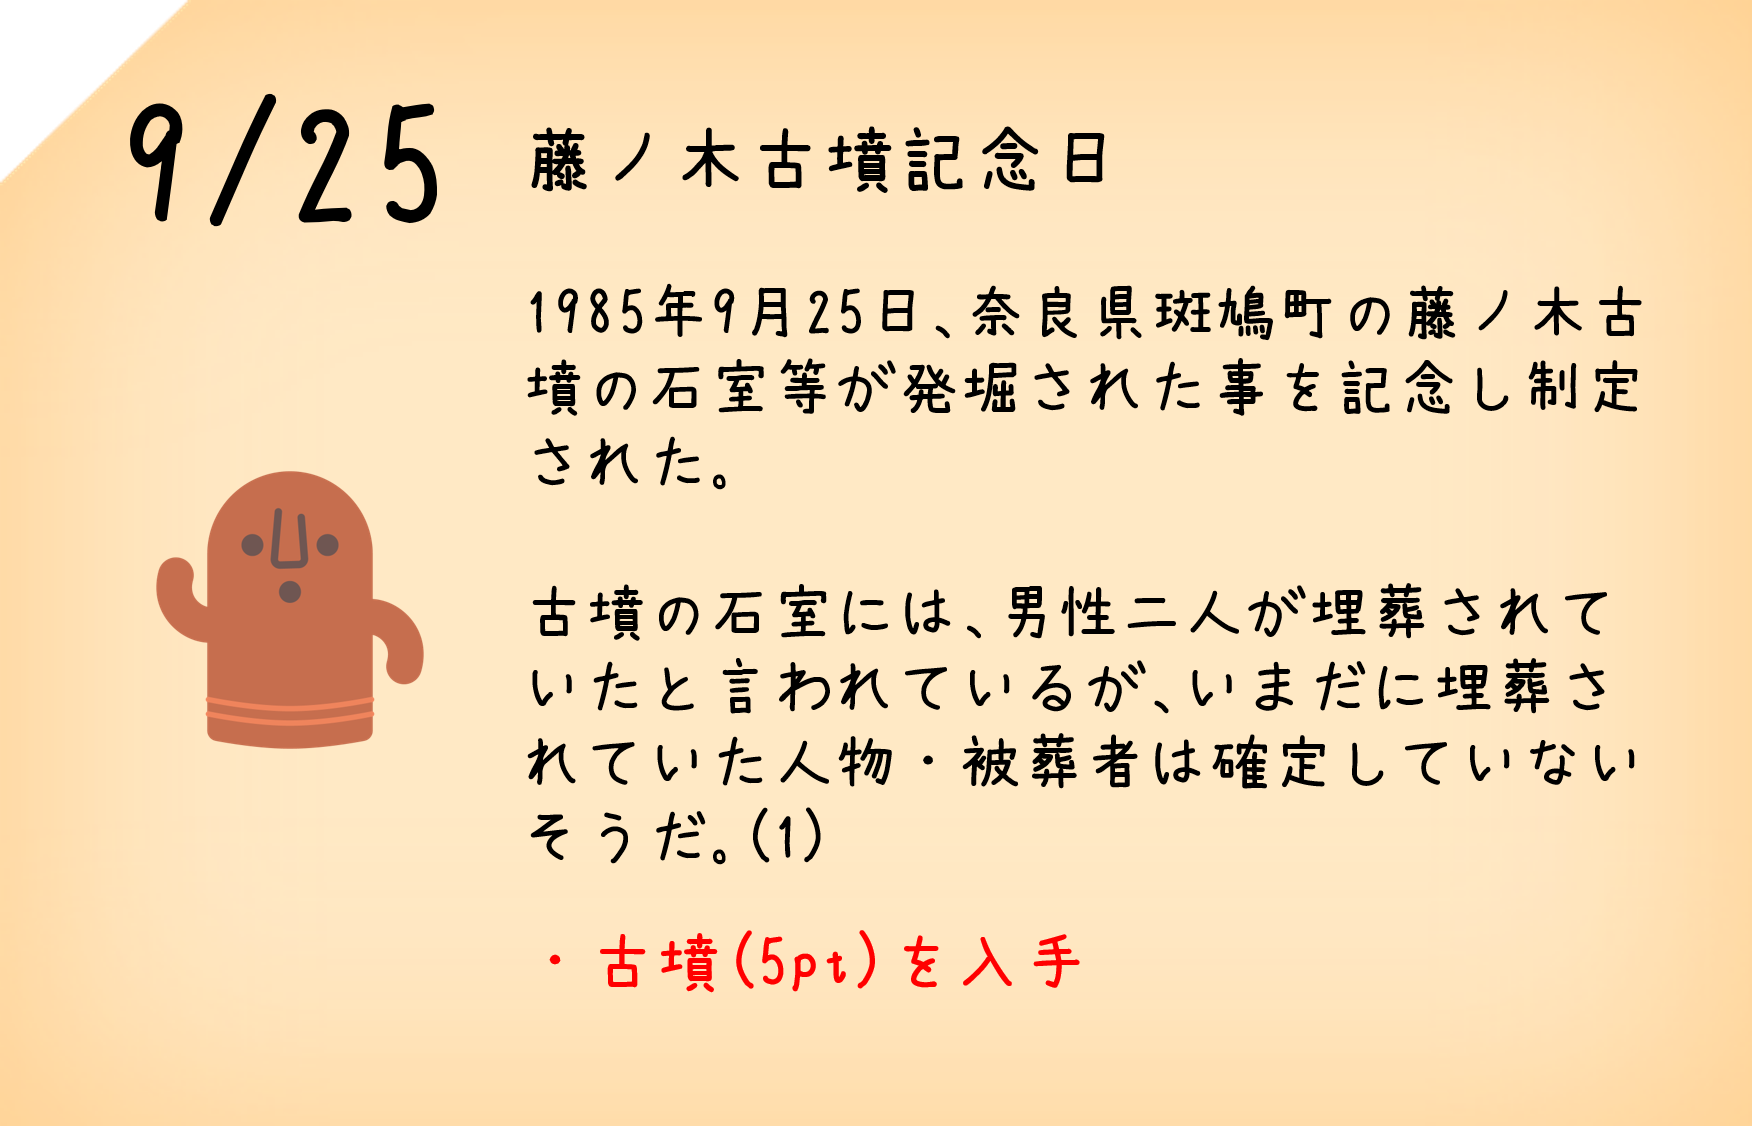 9/25
藤ノ木古墳記念日
1985年9月25日、奈良県斑鳩町の藤ノ木古
墳の石室等が発掘された事を記念し制定
された。
古墳の石室には、男性二人が埋葬されて
いたと言われているが、いまだに埋葬さ
れていた人物・被葬者は確定していない
そうだ。(1)
・古墳(5pt)を入手